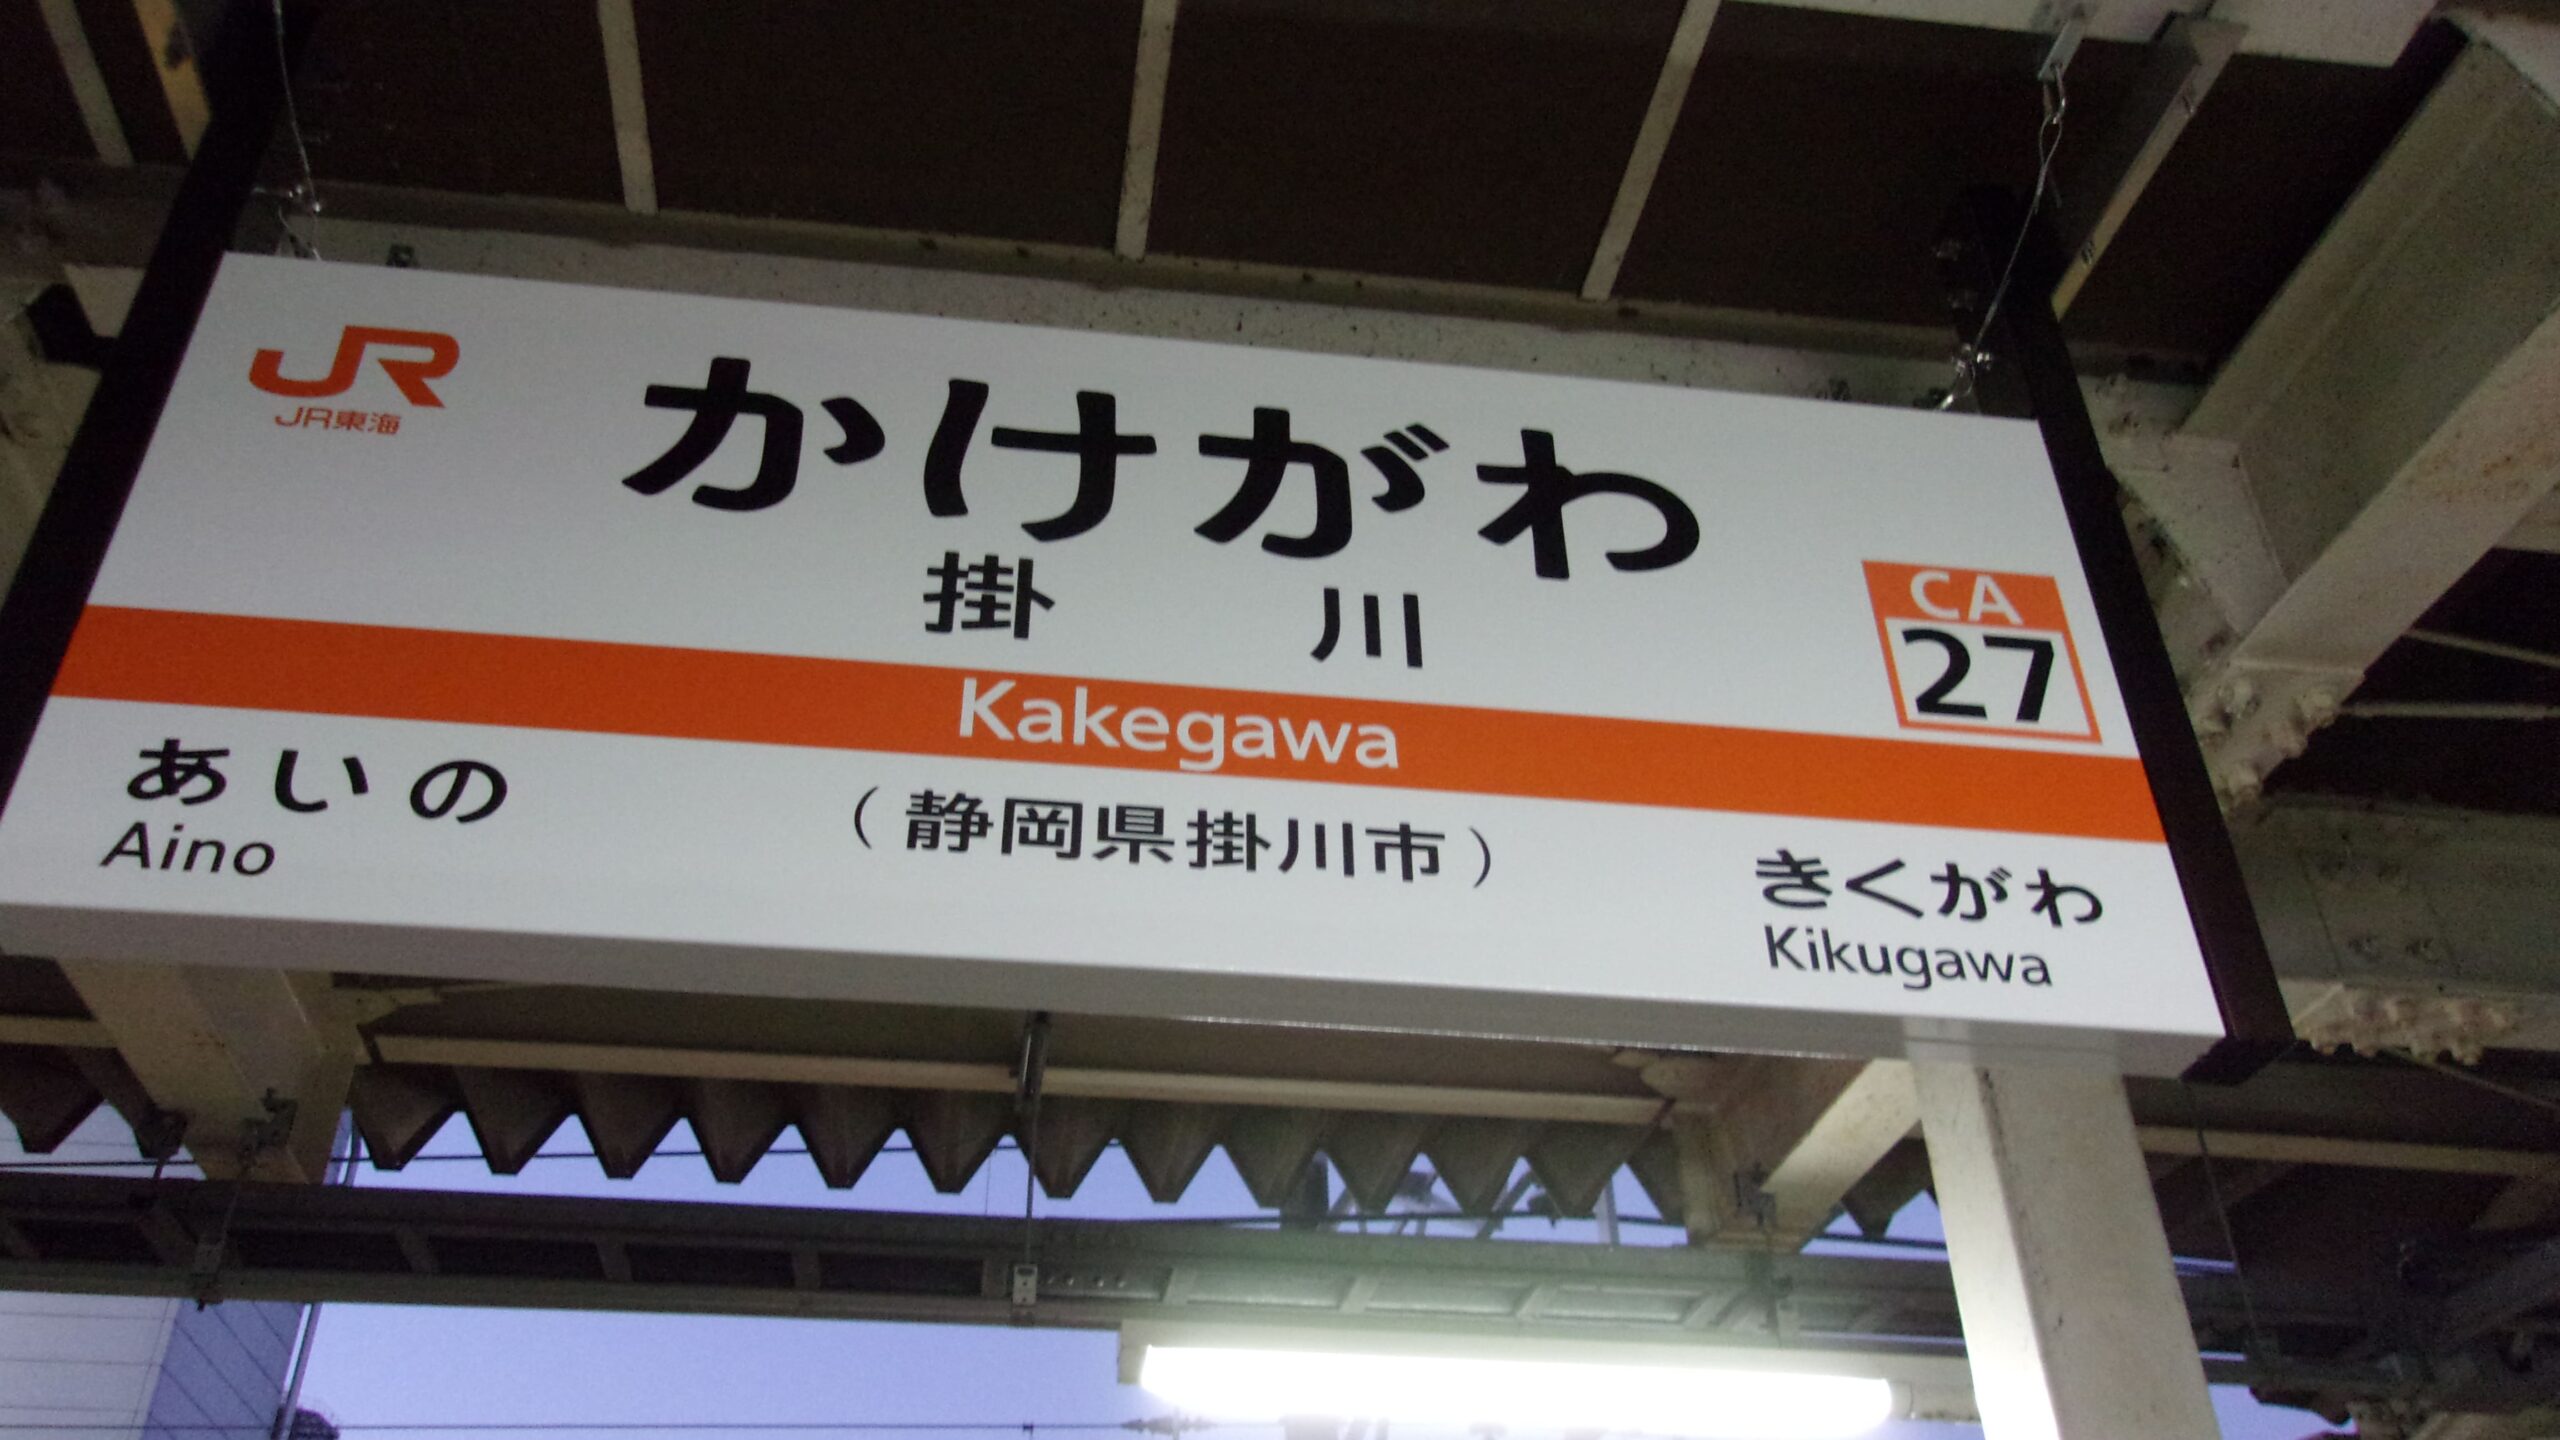 JR
JR東海
かけがわ
掛川
CA
27
Kakegawa
あいの
Aino
(静岡県掛川市)
きくがわ
Kikugawa